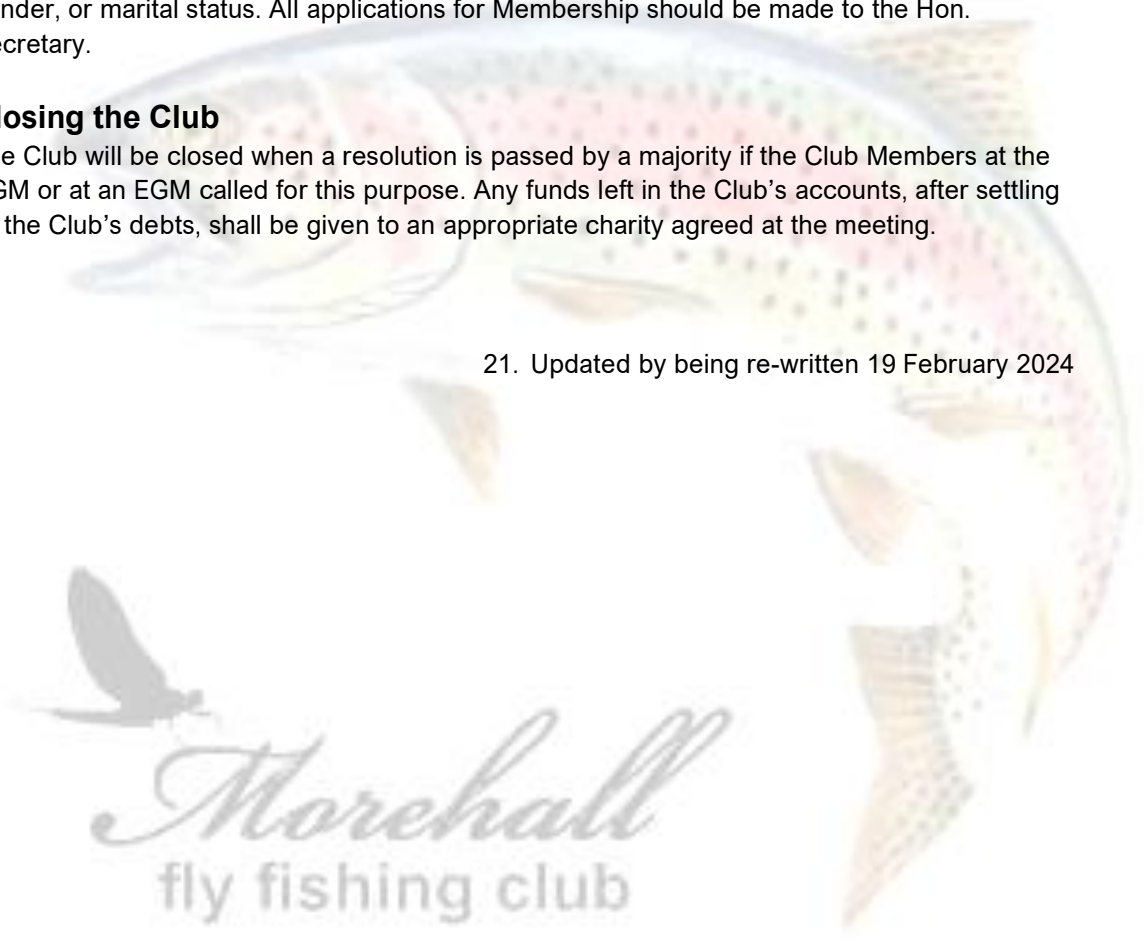 nder, or marital status. All applications for Membership should be made to the Hon.
ecretary.
losing the Club
e Club will be closed when a resolution is passed by a majority if the Club Members at the
GM or at an EGM called for this purpose. Any funds left in the Club’s accounts, after settling
the Club’s debts, shall be given to an appropriate charity agreed at the meeting.
21. Updated by being re-written 19 February 2024
Morehall
fly fishing club